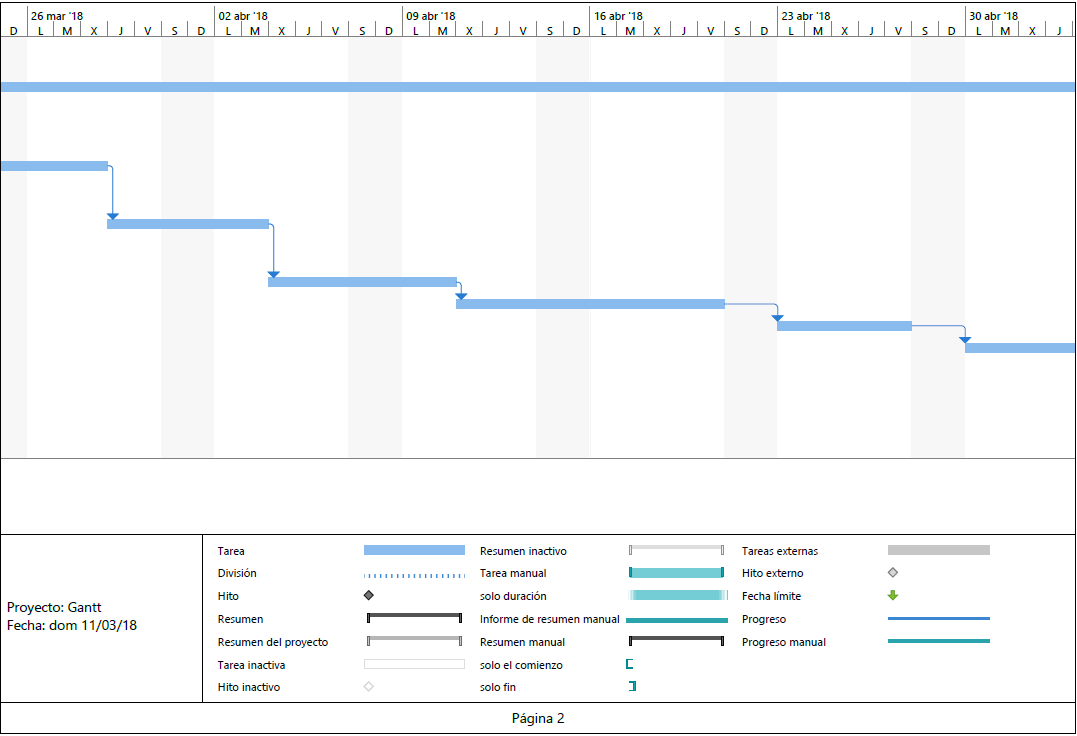 26 mar '18 02 abr '18 09 abr '18 16 abr '18 23 abr '18 30 abr '18
D L M X J V S D L M X J V S D L M X J V S D L M X J V S D L M X J V S D L M X J
Proyecto: Gantt
Fecha: dom 11/03/18
Tarea
División
Hito
Resumen
Resumen del proyecto
Tarea inactiva
Hito inactivo
Resumen inactivo
Tarea manual
solo duración
Informe de resumen manual
Resumen manual
solo el comienzo
solo fin
Tareas externas
Hito externo
Fecha límite
Progreso
Progreso manual
Página 2